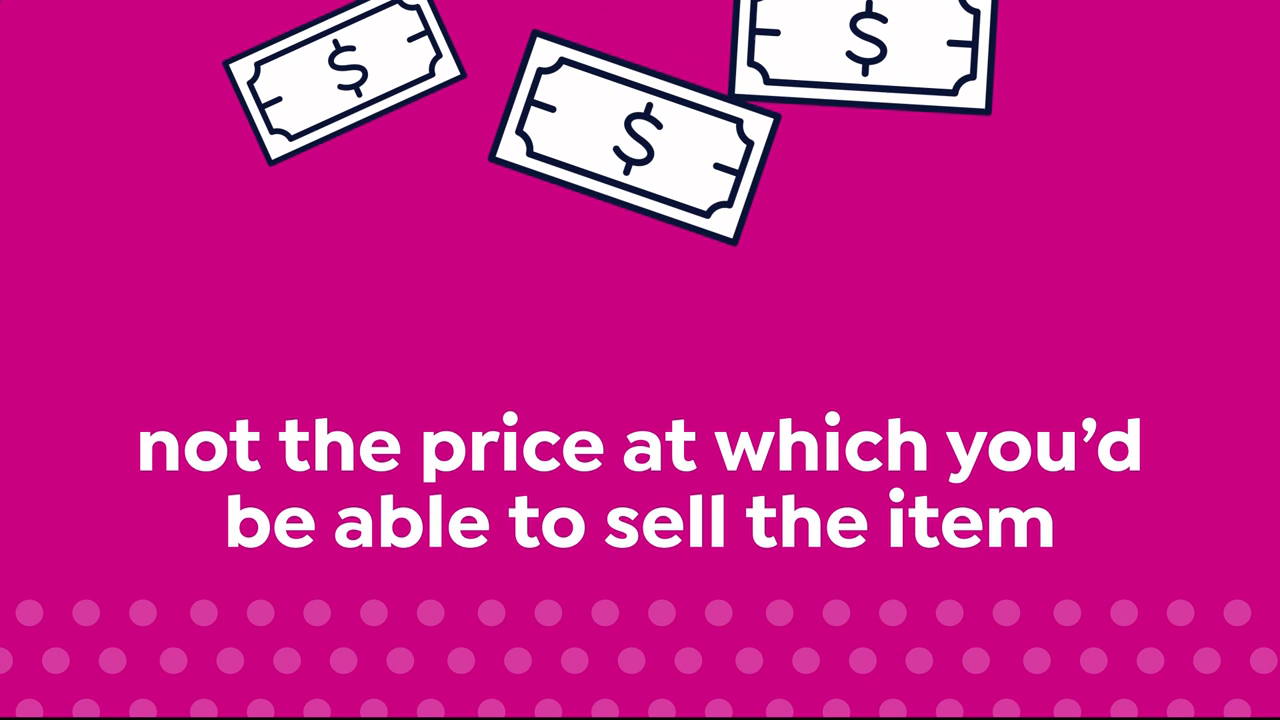 $
$
$
not the price at which you’d
be able to sell the item